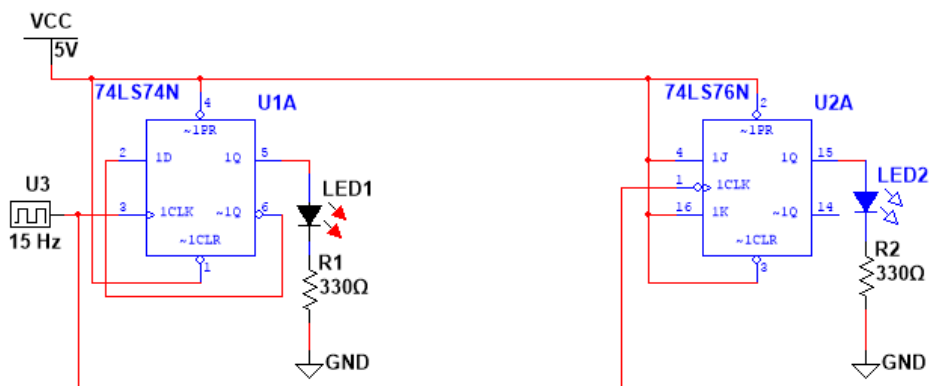 VCC
5V
74LS74N
U1A
4
~1PR
2
1D
1Q
5
U3
15 Hz
3
1CLK
~1Q
6
~1CLR
1
LED1
R1
330Ω
GND
74LS76N
U2A
2
~1PR
4
1J
1Q
15
1
1CLK
16
1K
~1Q
14
~1CLR
3
LED2
R2
330Ω
GND